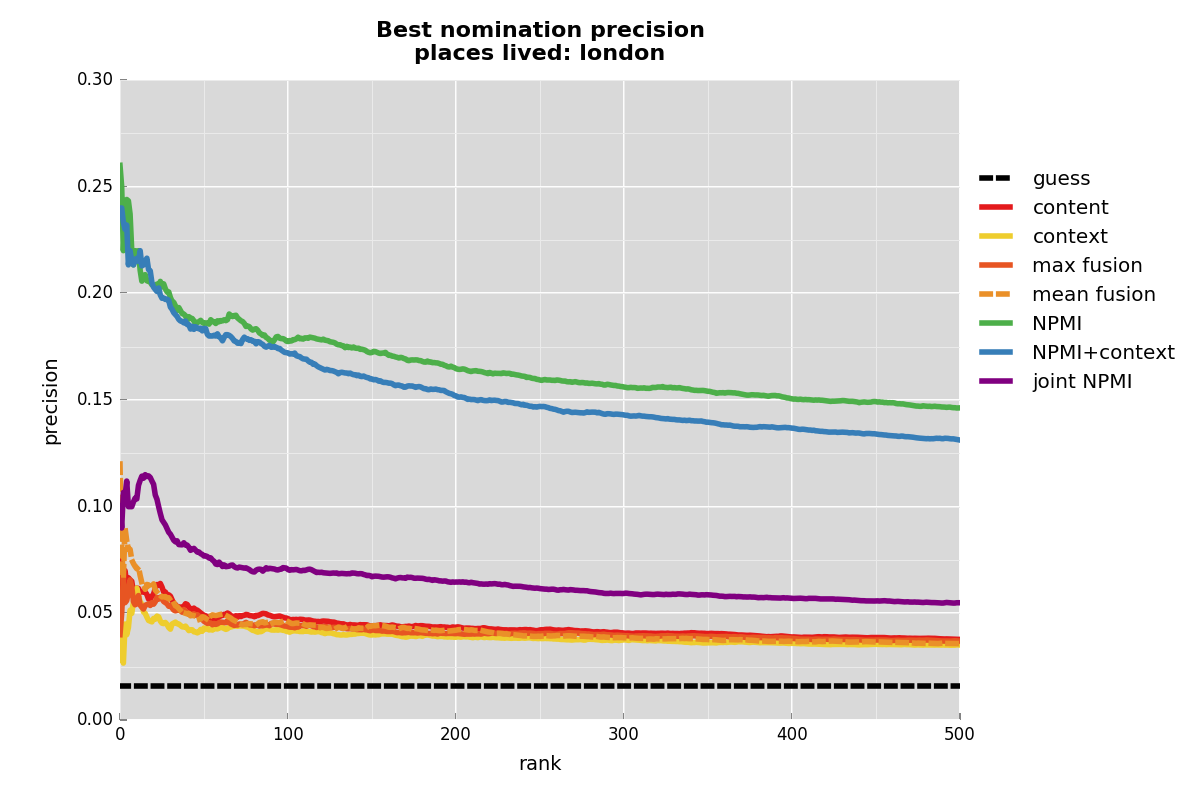 Best nomination precision
places lived: london
precision
0.30
0.25
0.20
0.15
0.10
0.05
0.00
0 100 200 300 400 500
rank
guess
content
context
max fusion
mean fusion
NPMI
NPMI+context
joint NPMI